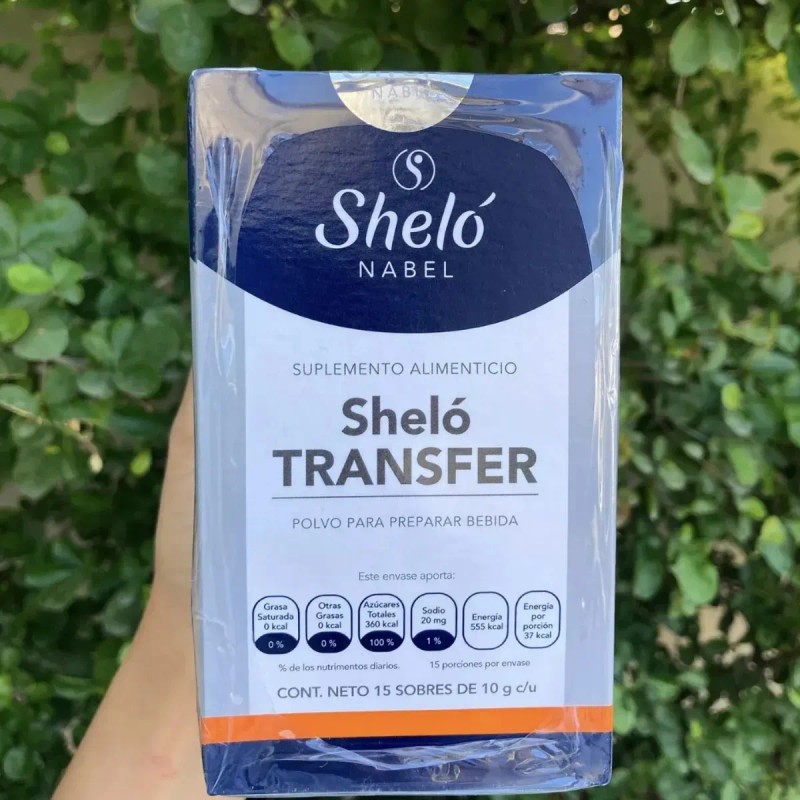 NABEL
Sheló
NABEL
SUPLEMENTO ALIMENTICIO
Sheló
TRANSFER
POLVO PARA PREPARAR BEBIDA
Este envase aporta:
Grasa
Saturada
0 kcal
0 %
Otras
Grasas
0 kcal
0 %
Azúcares
Totales
360 kcal
100 %
Sodio
20 mg
1 %
Energía
555 kcal
Energía
por
porción
37 kcal
% de los nutrimentos diarios.
15 porciones por envase
CONT. NETO 15 SOBRES DE 10 g c/u